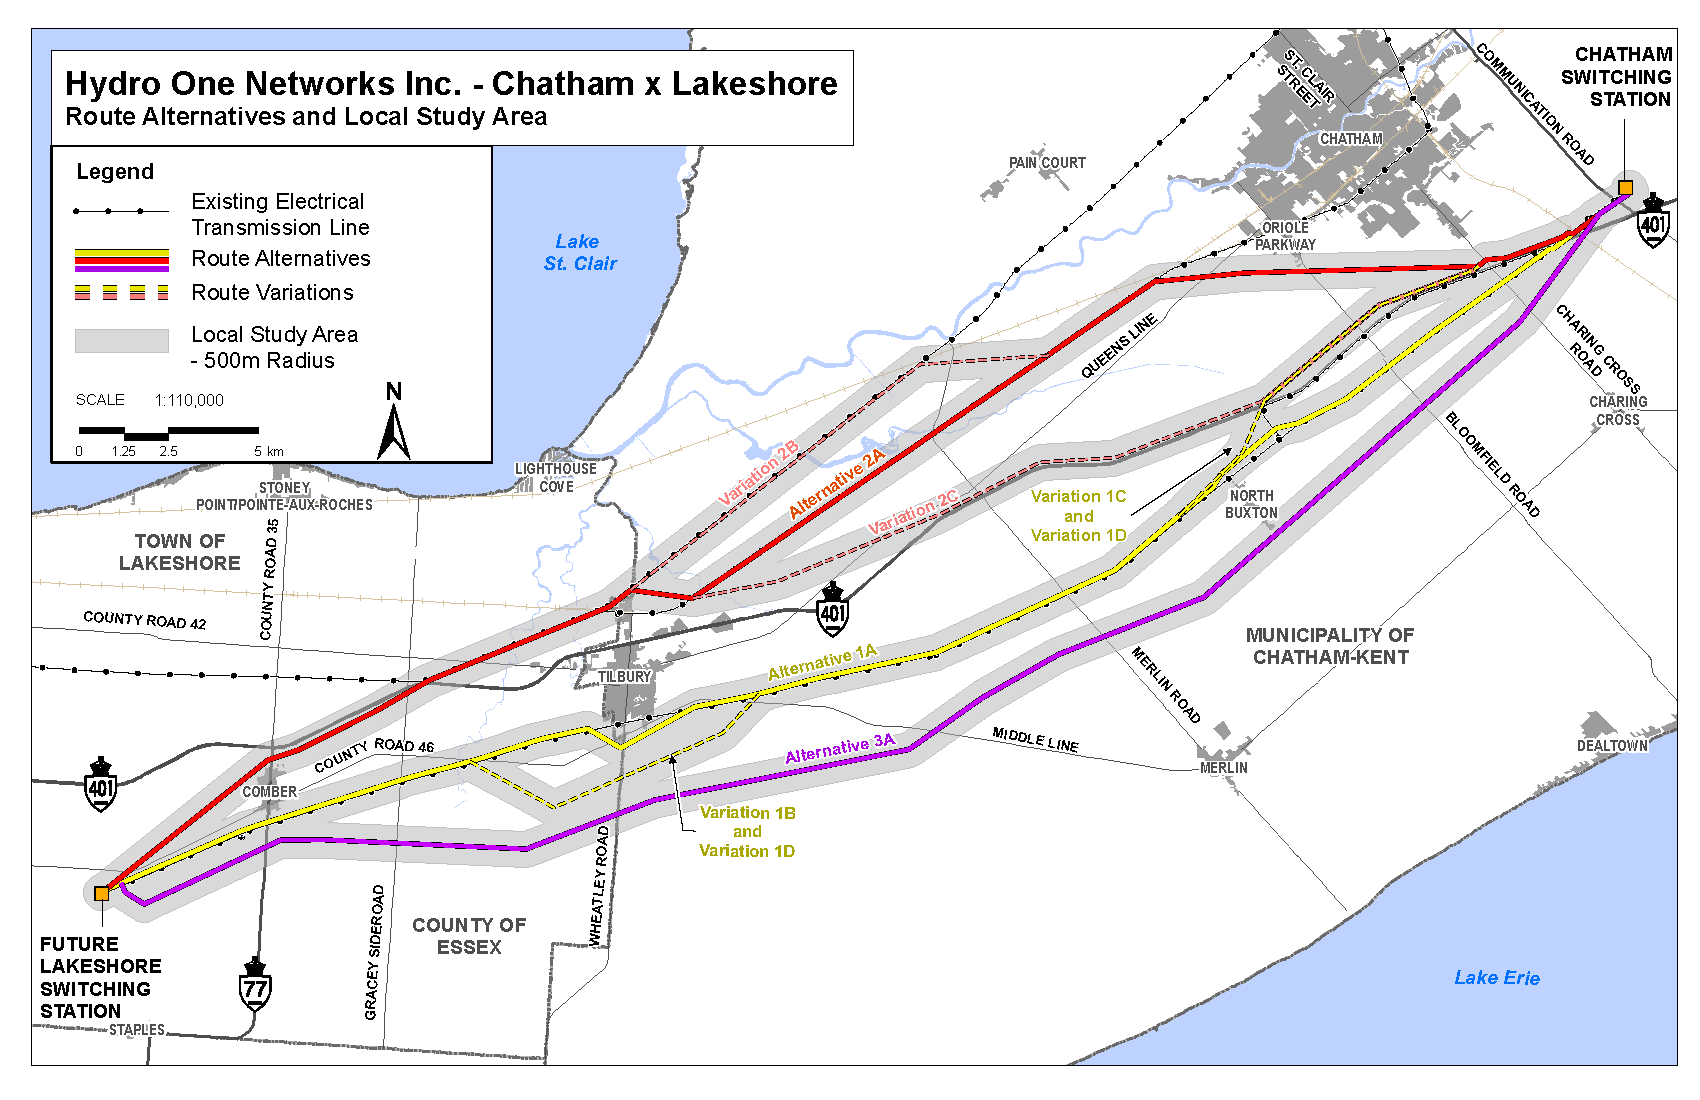 Hydro One Networks Inc. - Chatham x Lakeshore
Route Alternatives and Local Study Area
Legend
Existing Electrical
Transmission Line
Route Alternatives
Route Variations
Local Study Area
- 500m Radius
SCALE 1:110,000
0 1.25 2.5 5 km
N
CHATHAM
SWITCHING
STATION
COMMUNICATION ROAD
ST. CLAIR
STREET
CHATHAM
PAIN COURT
401
ORIOLE
PARKWAY
Lake
St. Clair
QUEENS LINE
CHARING CROSS
ROAD
CHARING
CROSS
BLOOMFIELD ROAD
LIGHTHOUSE
COVE
STONEY
POINT/POINTE-AUX-ROCHES
Variation 2B
Alternative 2A
Variation 2C
Variation 1C
and
Variation 1D
NORTH
BUXTON
TOWN OF
LAKESHORE
COUNTY ROAD 35
COUNTY ROAD 42
401
MUNICIPALITY OF
CHATHAM-KENT
Alternative 1A
TILBURY
MERLIN ROAD
COUNTY ROAD 46
Alternative 3A
MIDDLE LINE
MERLIN
DEALTOWN
401
COMBER
Variation 1B
and
Variation 1D
WHEATLEY ROAD
GRACEY SIDEROAD
COUNTY OF
ESSEX
FUTURE
LAKESHORE
SWITCHING
STATION
77
STAPLES
Lake Erie